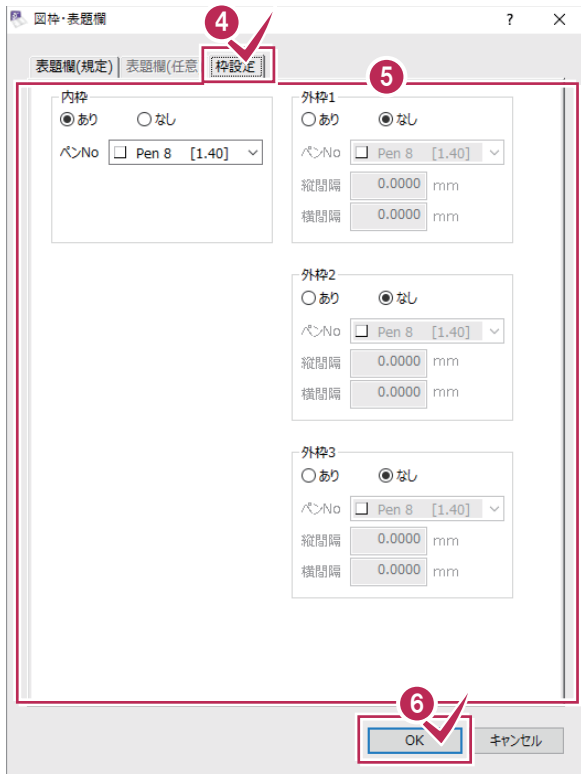 図枠・表題欄 ? ×
4
表題欄(規定) 表題欄(任意 枠設定
5
内枠
あり なし
ペンNo Pen 8 [1.40]
外枠1
あり なし
ペンNo Pen 8 [1.40]
縦間隔 0.0000 mm
横間隔 0.0000 mm
外枠2
あり なし
ペンNo Pen 8 [1.40]
縦間隔 0.0000 mm
横間隔 0.0000 mm
外枠3
あり なし
ペンNo Pen 8 [1.40]
縦間隔 0.0000 mm
横間隔 0.0000 mm
6
OK キャンセル